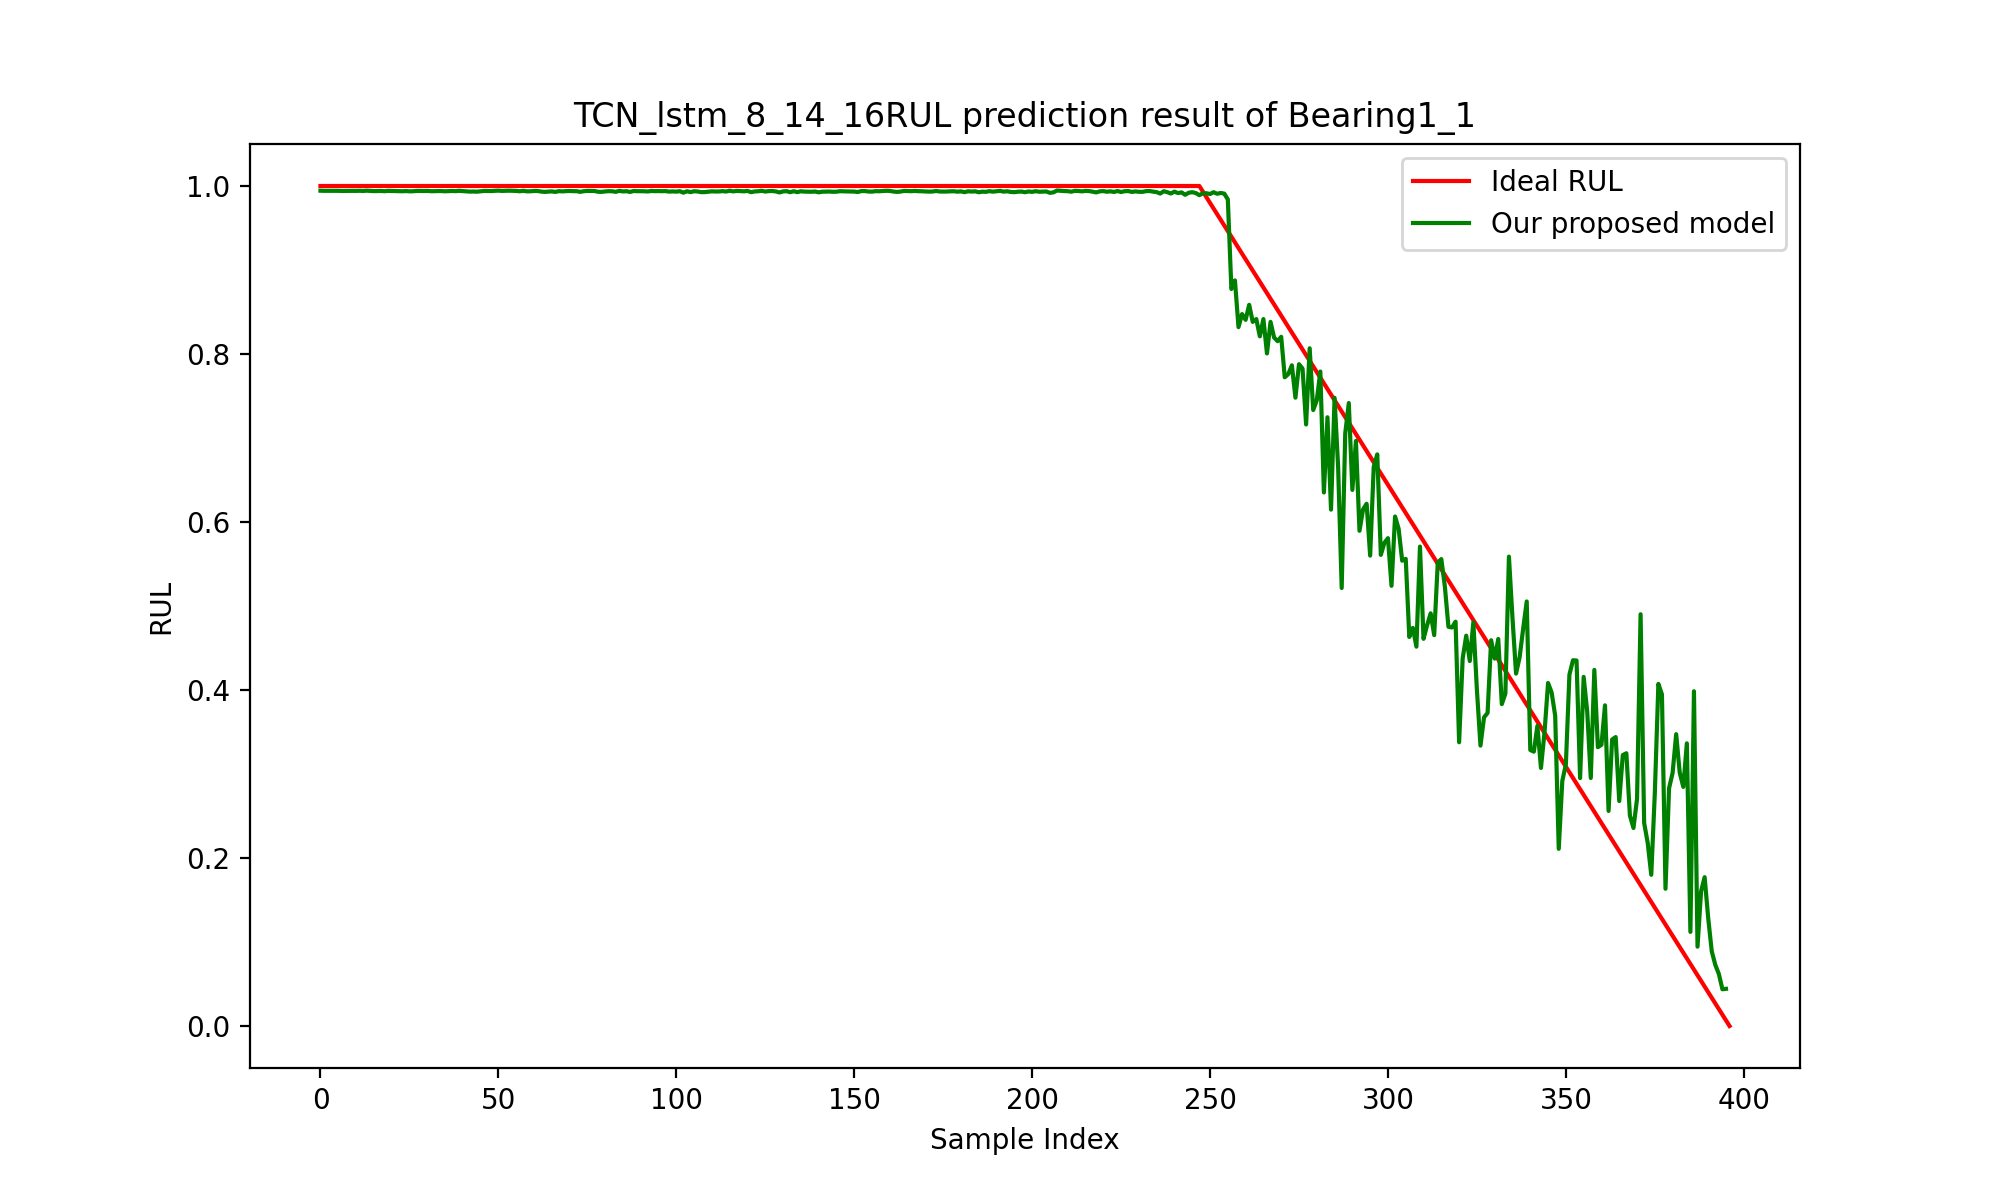 TCN_lstm_8_14_16RUL prediction result of Bearing1_1
Ideal RUL
Our proposed model
1.0
0.8
0.6
0.4
0.2
0.0
RUL
0 50 100 150 200 250 300 350 400
Sample Index